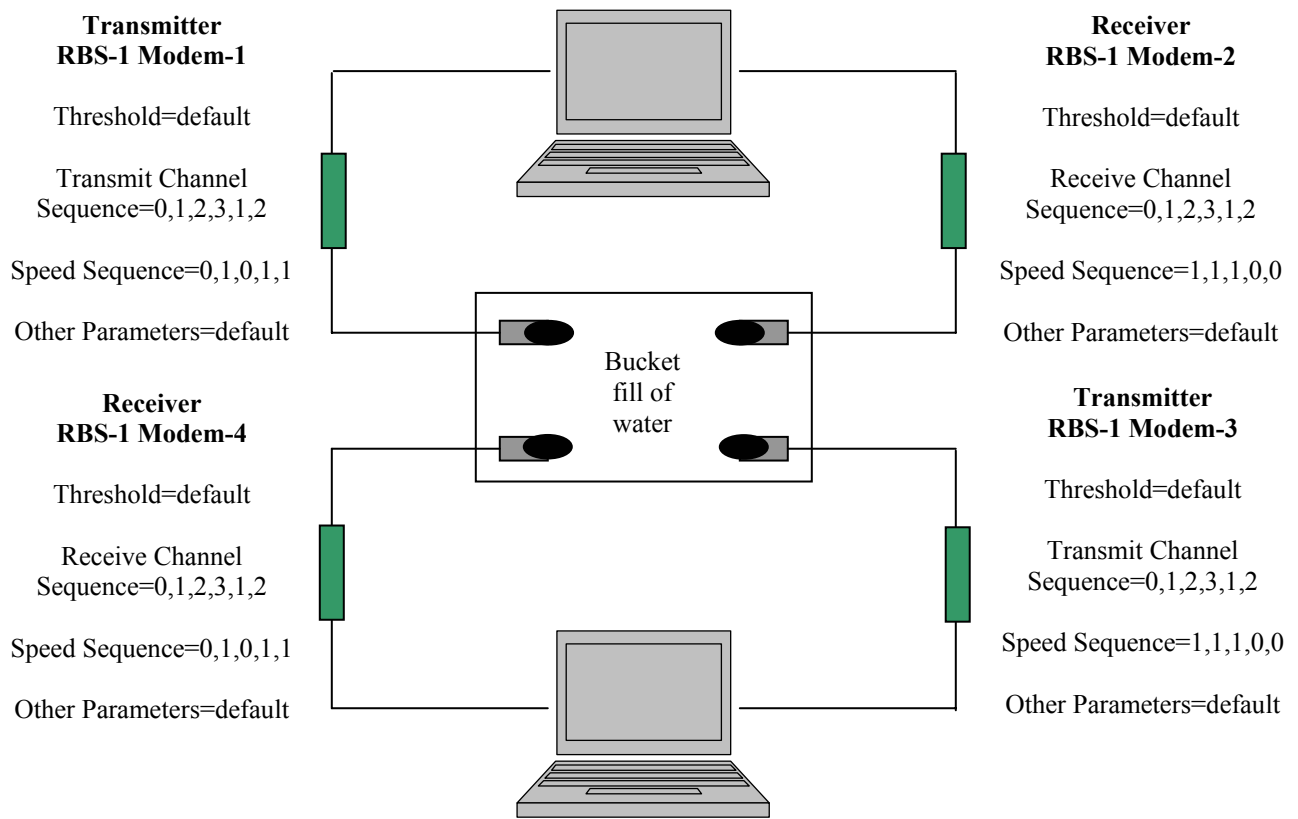 Transmitter
RBS-1 Modem-1
Threshold=default
Transmit Channel
Sequence=0,1,2,3,1,2
Speed Sequence=0,1,0,1,1
Other Parameters=default
Receiver
RBS-1 Modem-2
Threshold=default
Receive Channel
Sequence=0,1,2,3,1,2
Speed Sequence=1,1,1,0,0
Other Parameters=default
Bucket
fill of
water
Receiver
RBS-1 Modem-4
Threshold=default
Receive Channel
Sequence=0,1,2,3,1,2
Speed Sequence=0,1,0,1,1
Other Parameters=default
Transmitter
RBS-1 Modem-3
Threshold=default
Transmit Channel
Sequence=0,1,2,3,1,2
Speed Sequence=1,1,1,0,0
Other Parameters=default